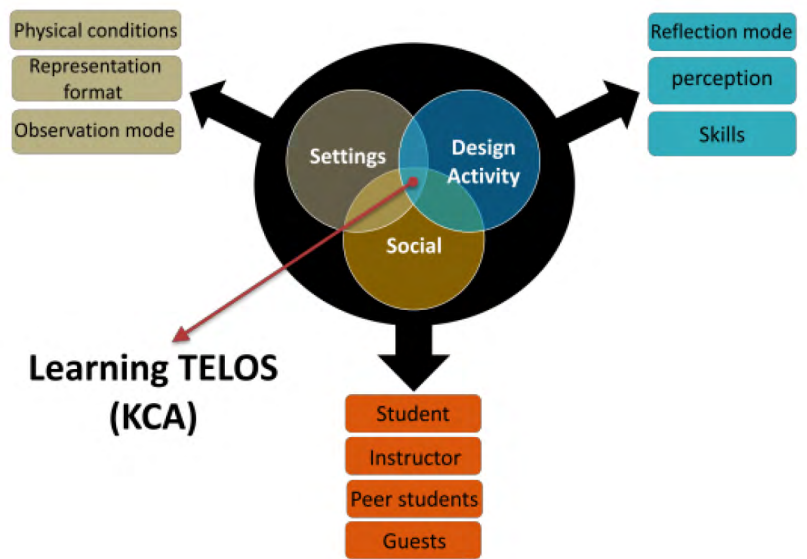 Physical conditions
Representation
format
Observation mode
Reflection mode
perception
Skills
Settings
Design
Activity
Social
Learning TELOS
(KCA)
Student
Instructor
Peer students
Guests